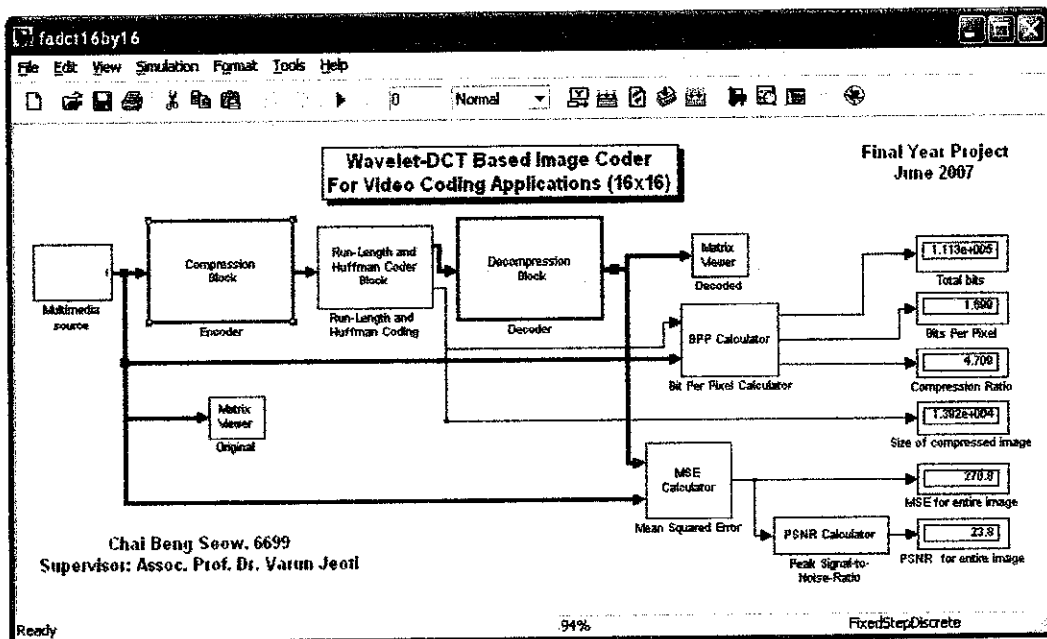 fadct16by16
File Edit View Simulation Format Tools Help
0 Normal
Wavelet-DCT Based Image Coder
For Video Coding Applications (16x16)
Final Year Project
June 2007
Multimedia
source
Compression
Block
Encoder
Run-Length and
Huffman Coder
Block
Run-Length and
Huffman Coding
Decompression
Block
Decoder
Matrix
Viewer
Decoded
1.113e+005
Total bits
BPP Calculator
Bit Per Pixel Calculator
1.699
Bits Per Pixel
4.709
Compression Ratio
Matrix
Viewer
Original
1.392e+004
Size of compressed image
MSE
Calculator
Mean Squared Error
270.8
MSE for entire image
PSNR Calculator
Peak Signal-to-
Noise-Ratio
23.8
PSNR for entire image
Chai Beng Seow, 6699
Supervisor: Assoc. Prof. Dr. Varun Jeoti
Ready 94% FixedStepDiscrete